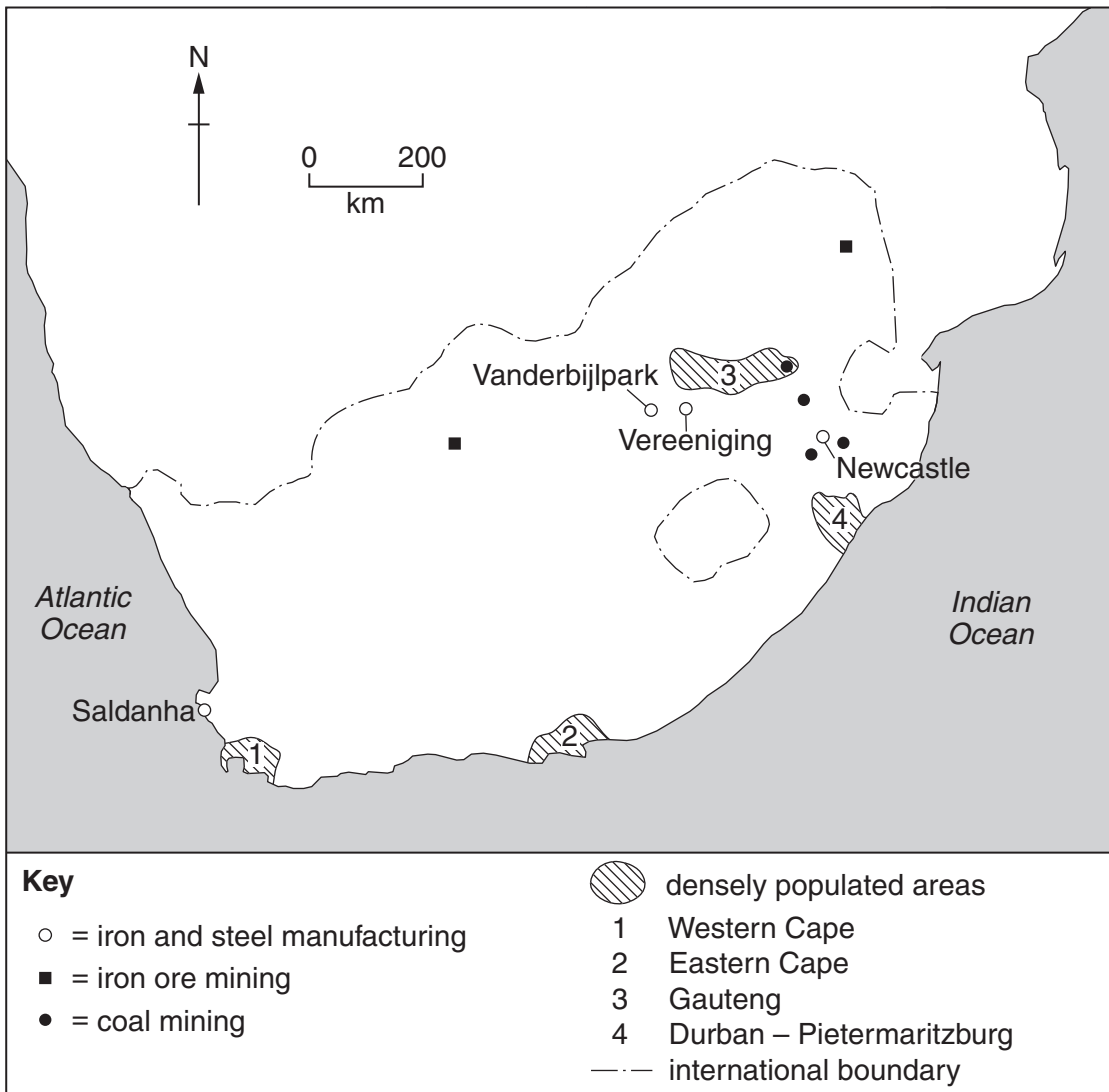 N
0 200
km
Vanderbijlpark
3
Vereeniging
Newcastle
4
Atlantic
Ocean
Indian
Ocean
Saldanha
1
2
Key
= iron and steel manufacturing
= iron ore mining
= coal mining
densely populated areas
1 Western Cape
2 Eastern Cape
3 Gauteng
4 Durban – Pietermaritzburg
international boundary